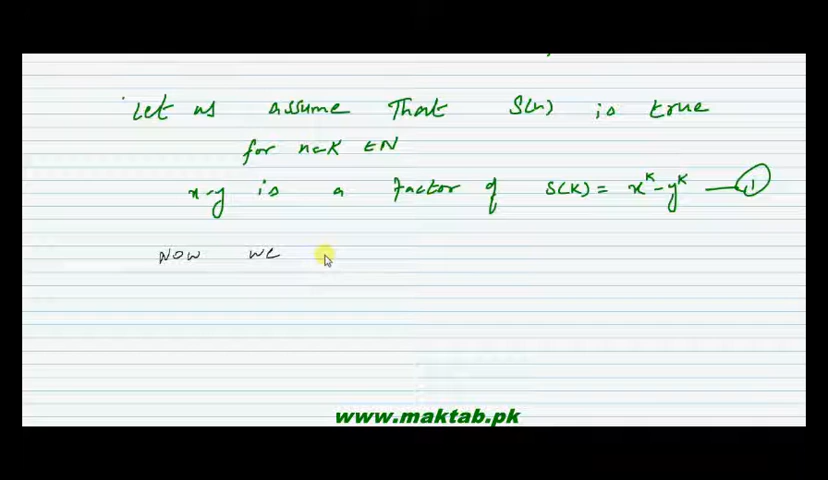 Let us assume That S(n) is true
for n=K ∈N
x-y is a factor of S(K) = x^K - y^K —①
NOW we
www.maktab.pk